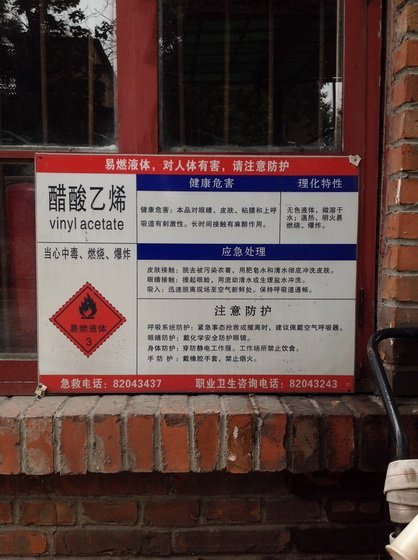 易燃液体，对人体有害，请注意防护
醋酸乙烯
vinyl acetate
当心中毒、燃烧、爆炸
易燃液体
3
健康危害
健康危害：本品对眼睛、皮肤、粘膜和上呼
吸道有刺激性。长时间接触有麻醉作用。
理化特性
无色液体，微溶于
水；遇热、明火易
燃烧、爆炸。
应急处理
皮肤接触：脱去被污染衣着，用肥皂水和清水彻底冲洗皮肤。
眼睛接触：提起眼睑，用流动清水或生理盐水冲洗。
吸入：迅速脱离现场至空气新鲜处。保持呼吸道通畅。
注意防护
呼吸系统防护：紧急事态抢救或撤离时，建议佩戴空气呼吸器。
眼睛防护：戴化学安全防护眼镜。
身体防护：穿防静电工作服。工作场所禁止饮食。
手 防 护：戴橡胶手套，禁止烟火。
急救电话：82043437
职业卫生咨询电话：82043243